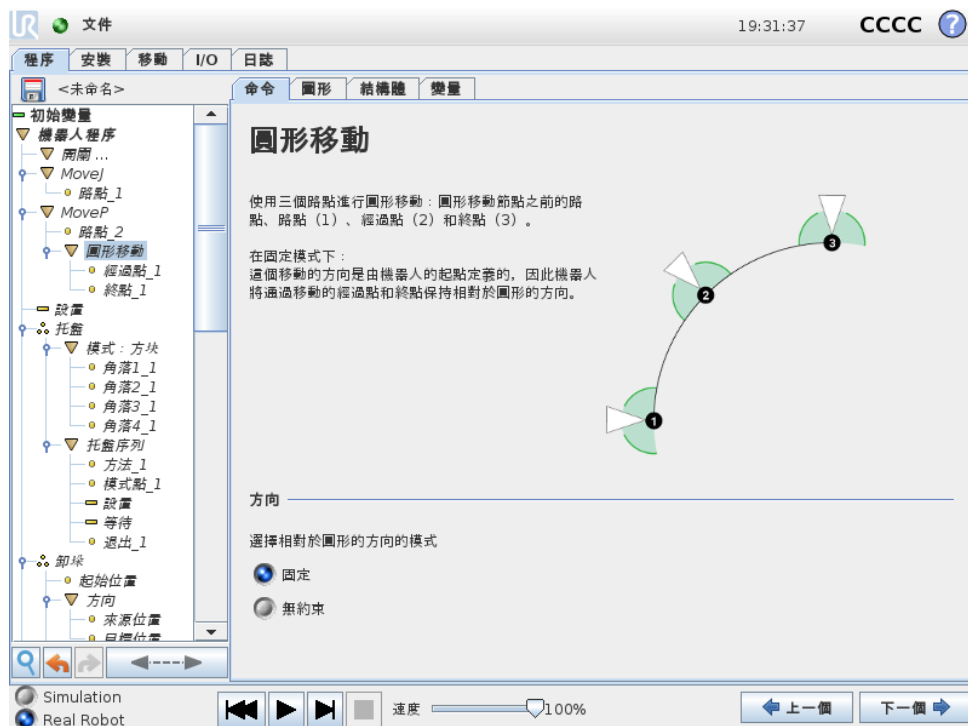 UR 文件 19:31:37 CCCC ?
程序 安裝 移動 I/O 日誌
<未命名>
命令 圖形 結構體 變量
初始變量
機器人程序
開閘 ...
MoveJ
路點_1
MoveP
路點_2
圓形移動
經過點_1
終點_1
設置
托盤
模式：方块
角落1_1
角落2_1
角落3_1
角落4_1
托盤序列
方法_1
模式點_1
設置
等待
退出_1
卸垛
起始位置
方向
來源位置
目標位置
圓形移動
使用三個路點進行圓形移動：圓形移動節點之前的路
點、路點（1）、經過點（2）和終點（3）。
在固定模式下：
這個移動的方向是由機器人的起點定義的，因此機器人
將通過移動的經過點和終點保持相對於圓形的方向。
3
2
1
方向
選擇相對於圓形的方向的模式
固定
無約束
Simulation
Real Robot
速度 100%
上一個 下一個